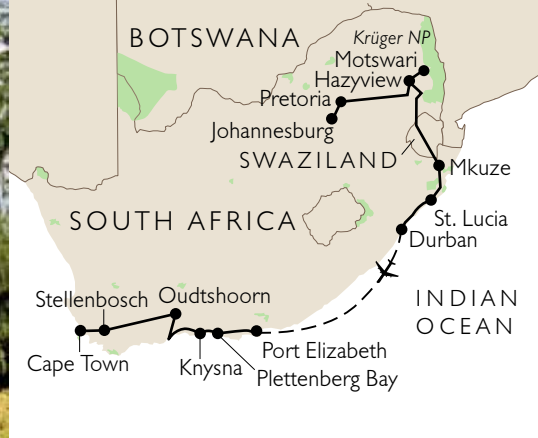 BOTSWANA
Krüger NP
Motswari
Hazyview
Pretoria
Johannesburg
SWAZILAND
Mkuze
SOUTH AFRICA
St. Lucia
Durban
Stellenbosch
Oudtshoorn
INDIAN
OCEAN
Cape Town
Knysna
Port Elizabeth
Plettenberg Bay